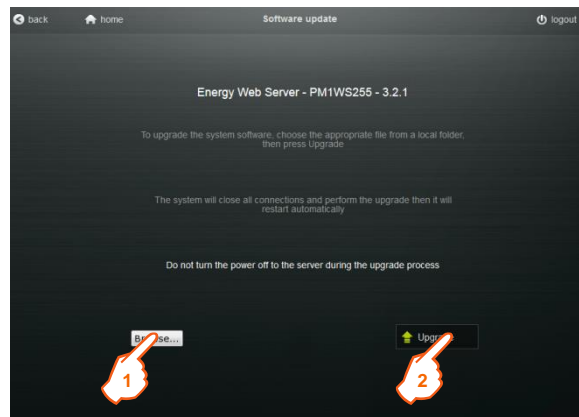 back home Software update logout
Energy Web Server - PM1WS255 - 3.2.1
To upgrade the system software, choose the appropriate file from a local folder,
then press Upgrade
The system will close all connections and perform the upgrade then it will
restart automatically
Do not turn the power off to the server during the upgrade process
Browse... Upgrade
1 2